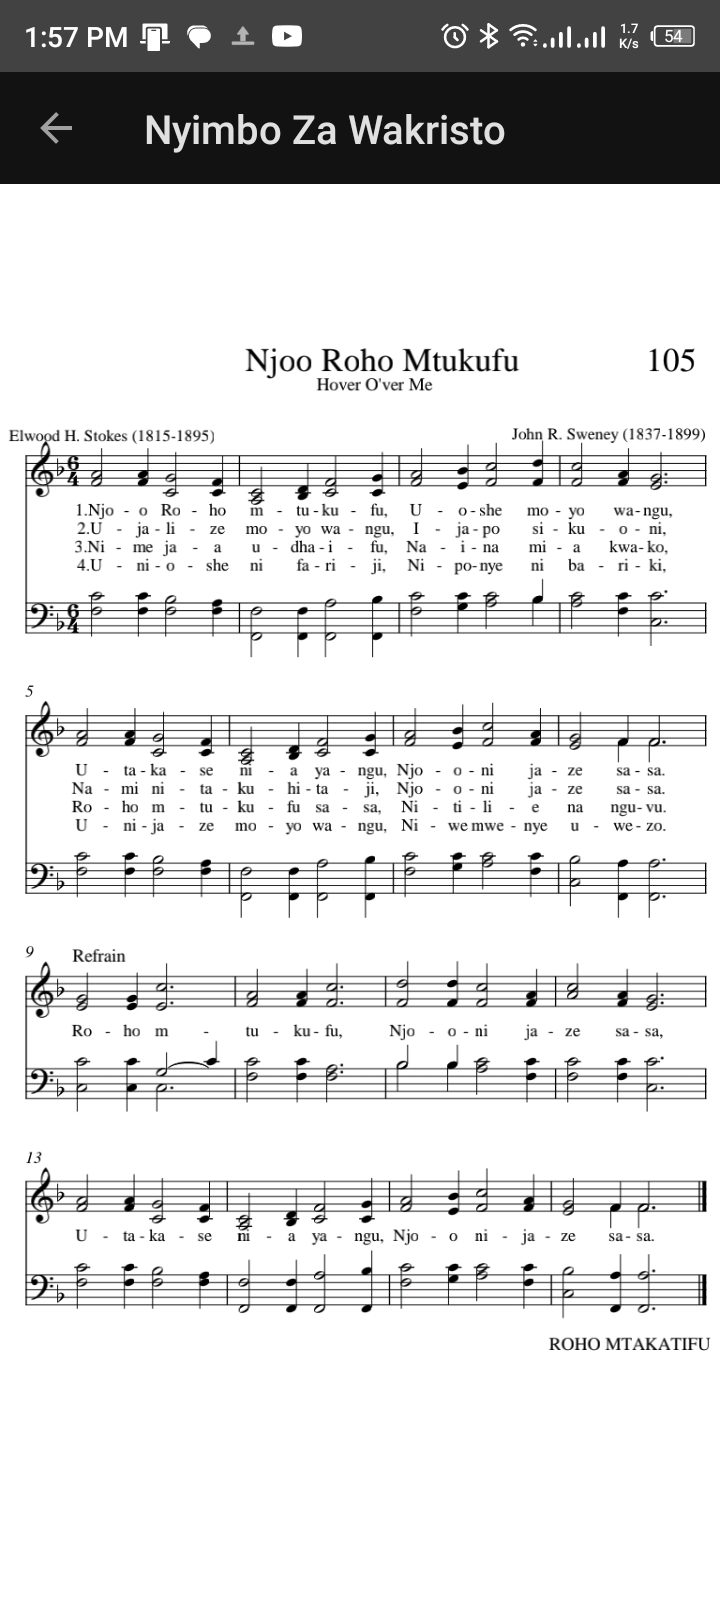 1:57 PM 1.7 K/s 54
Nyimbo Za Wakristo
Njoo Roho Mtukufu 105
Hover O'ver Me
Elwood H. Stokes (1815-1895) John R. Sweney (1837-1899)
1.Njo - o Ro - ho m - tu - ku - fu, U - o - she mo - yo wa - ngu,
2.U - ja - li - ze mo - yo wa - ngu, I - ja - po si - ku - o - ni,
3.Ni - me ja - a u - dha - i - fu, Na - i - na mi - a kwa - ko,
4.U - ni - o - she ni fa - ri - ji, Ni - po - nye ni ba - ri - ki,
5
U - ta - ka - se ni - a ya - ngu, Njo - o - ni ja - ze sa - sa.
Na - mi ni - ta - ku - hi - ta - ji, Njo - o - ni ja - ze sa - sa.
Ro - ho m - tu - ku - fu sa - sa, Ni - ti - li - e na ngu - vu.
U - ni - ja - ze mo - yo wa - ngu, Ni - we mwe - nye u - we - zo.
9 Refrain
Ro - ho m - tu - ku - fu, Njo - o - ni ja - ze sa - sa,
13
U - ta - ka - se ni - a ya - ngu, Njo - o ni - ja - ze sa - sa.
ROHO MTAKATIFU